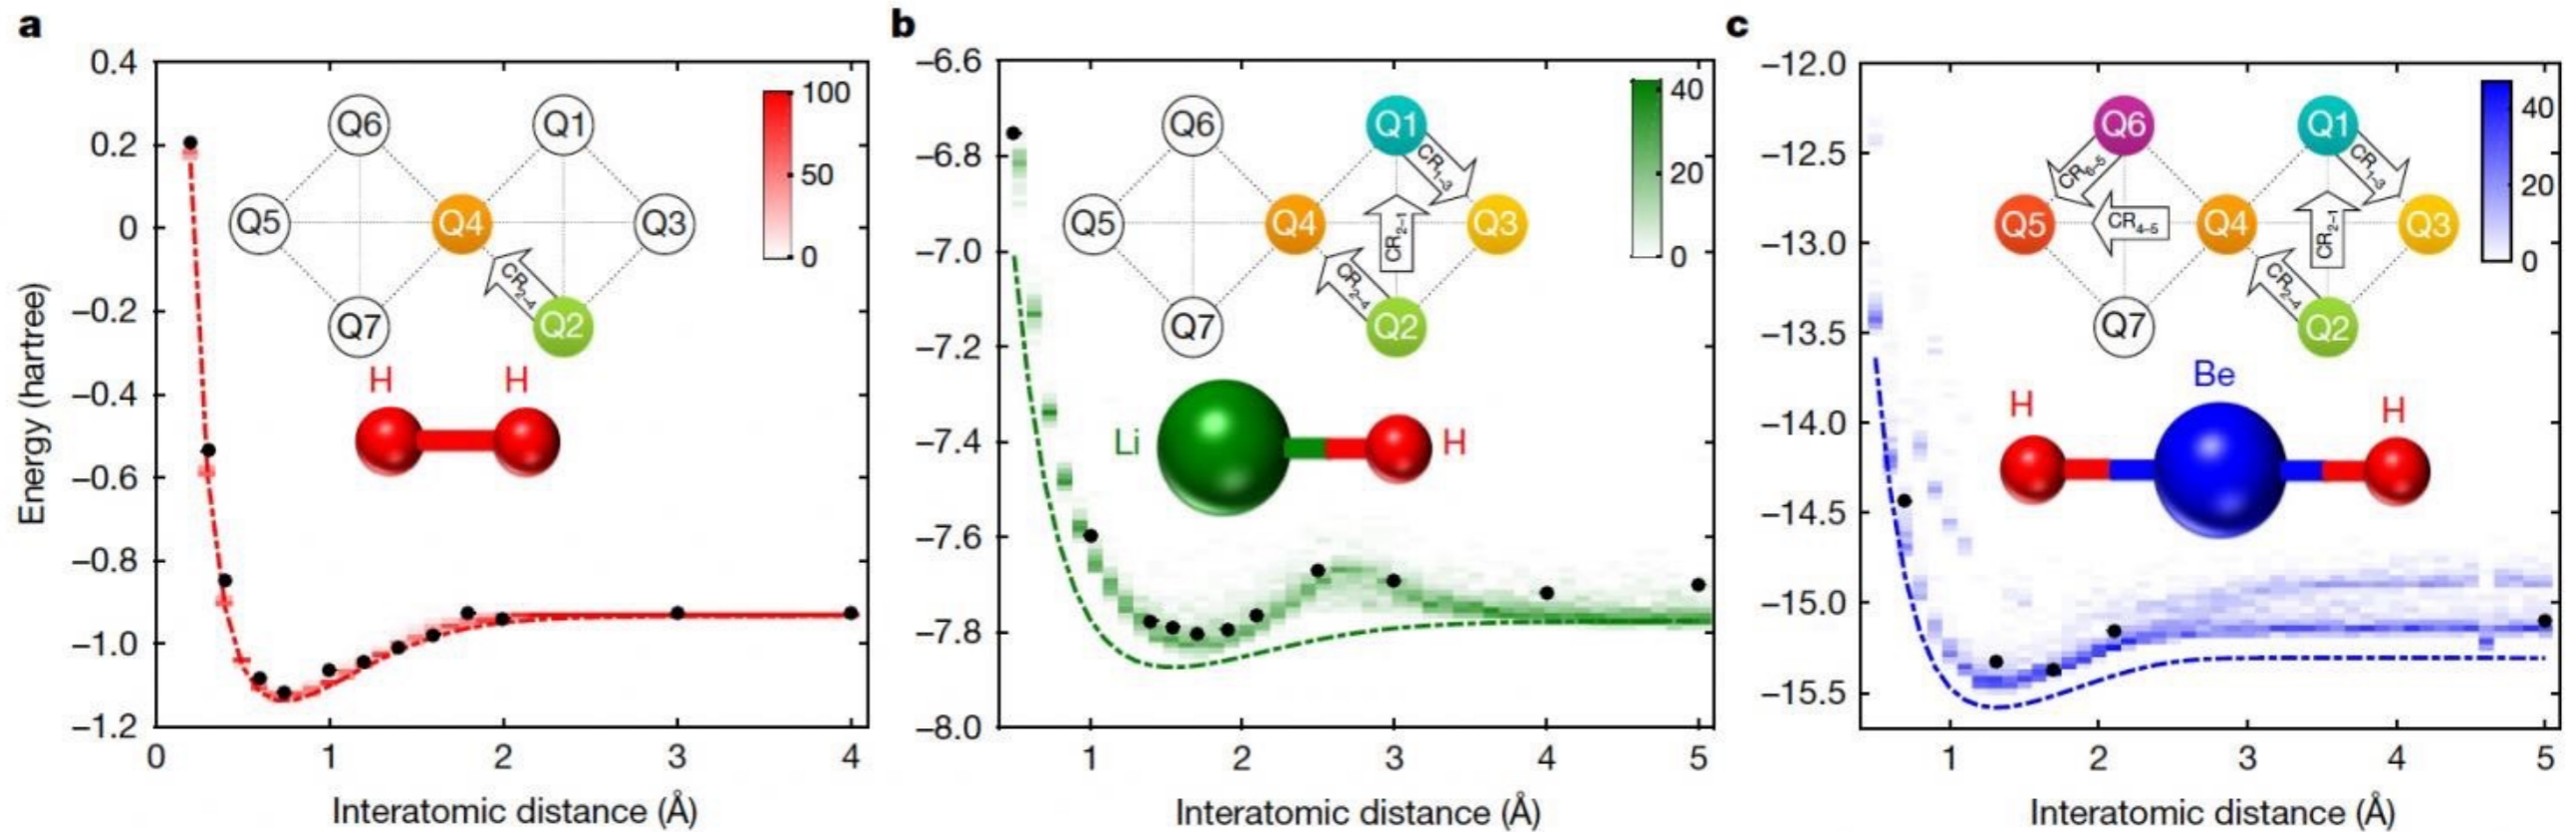 a
Energy (hartree)
0.4
0.2
0
−0.2
−0.4
−0.6
−0.8
−1.0
−1.2
0 1 2 3 4
Interatomic distance (Å)
Q6 Q1
Q5 Q4 Q3
CR2–4
Q7 Q2
H H
100
50
0
b
−6.6
−6.8
−7.0
−7.2
−7.4
−7.6
−7.8
−8.0
1 2 3 4 5
Interatomic distance (Å)
Q6 Q1
CR1–3
Q5 Q4 Q3
CR2–1
CR2–4
Q7 Q2
Li H
40
20
0
c
−12.0
−12.5
−13.0
−13.5
−14.0
−14.5
−15.0
−15.5
1 2 3 4 5
Interatomic distance (Å)
Q6 Q1
CR6–5 CR1–3
Q5 CR4–5 Q4 Q3
CR2–1
CR2–4
Q7 Q2
H Be H
40
20
0